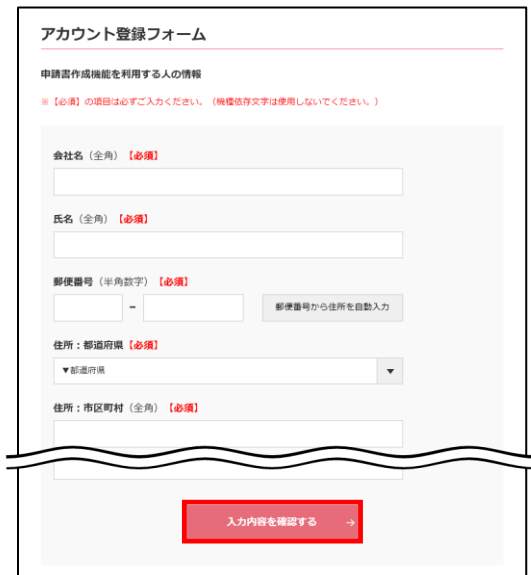 アカウント登録フォーム
申請書作成機能を利用する人の情報
※【必須】の項目は必ずご入力ください。（機種依存文字は使用しないでください。）
会社名（全角）【必須】
氏名（全角）【必須】
郵便番号（半角数字）【必須】
－ 郵便番号から住所を自動入力
住所：都道府県【必須】
▼都道府県 ▼
住所：市区町村（全角）【必須】
入力内容を確認する →